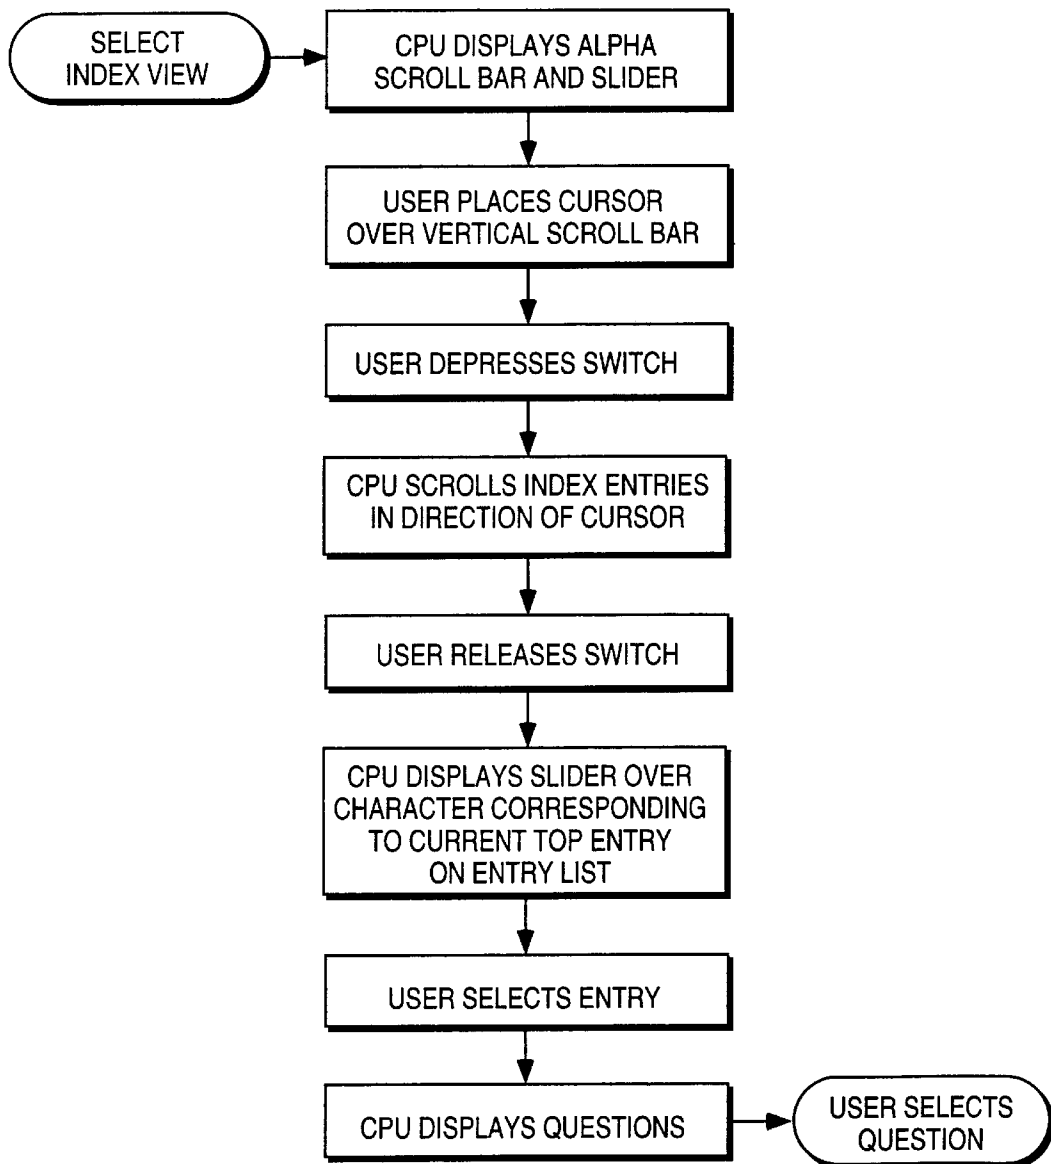 SELECT
INDEX VIEW
CPU DISPLAYS ALPHA
SCROLL BAR AND SLIDER
USER PLACES CURSOR
OVER VERTICAL SCROLL BAR
USER DEPRESSES SWITCH
CPU SCROLLS INDEX ENTRIES
IN DIRECTION OF CURSOR
USER RELEASES SWITCH
CPU DISPLAYS SLIDER OVER
CHARACTER CORRESPONDING
TO CURRENT TOP ENTRY
ON ENTRY LIST
USER SELECTS ENTRY
CPU DISPLAYS QUESTIONS
USER SELECTS
QUESTION